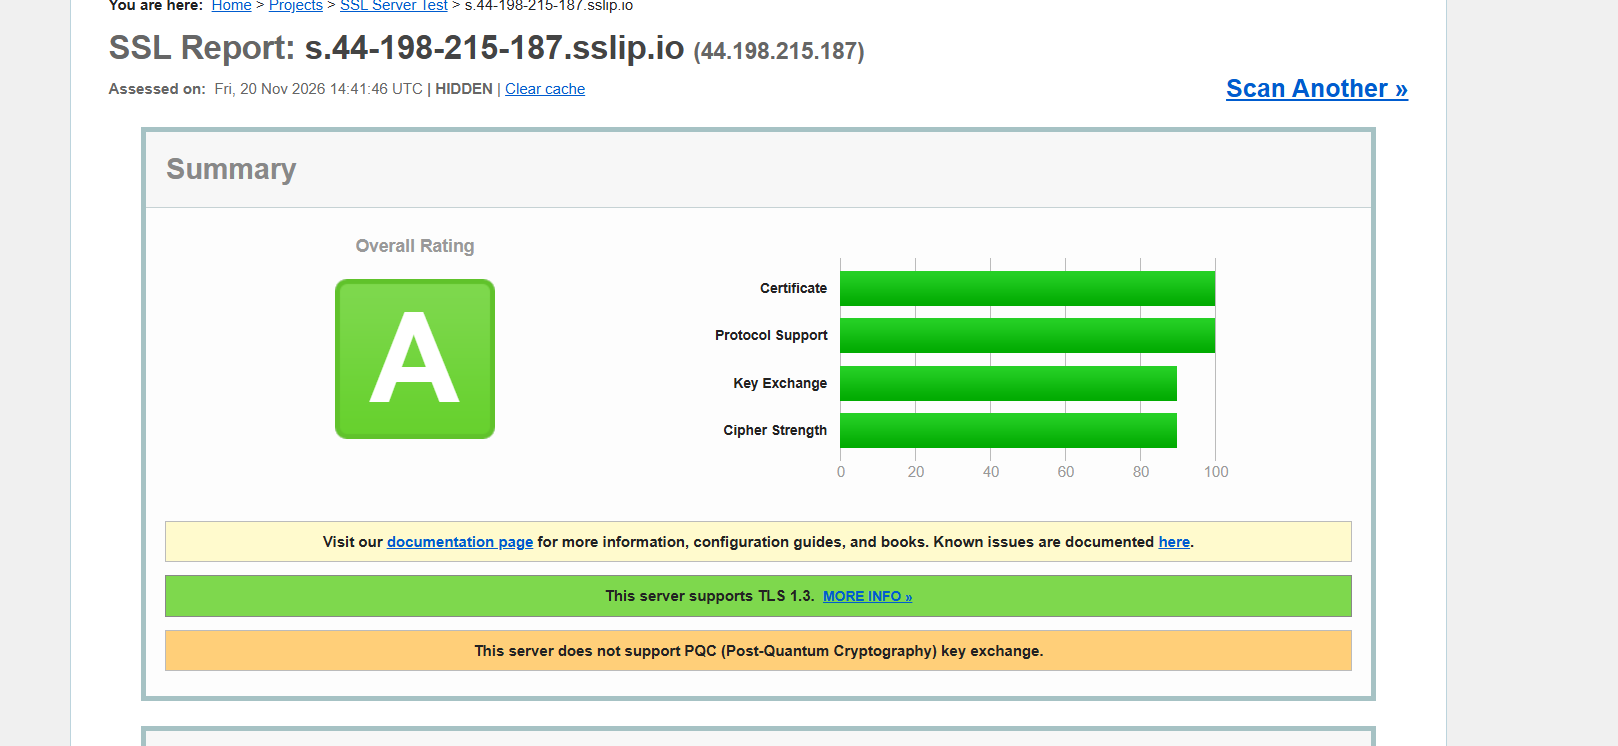 You are here: Home > Projects > SSL Server Test > s.44-198-215-187.sslip.io
SSL Report: s.44-198-215-187.sslip.io (44.198.215.187)
Assessed on: Fri, 20 Nov 2026 14:41:46 UTC | HIDDEN | Clear cache
Scan Another »
Summary
Overall Rating
A
Certificate
Protocol Support
Key Exchange
Cipher Strength
0 20 40 60 80 100
Visit our documentation page for more information, configuration guides, and books. Known issues are documented here.
This server supports TLS 1.3. MORE INFO »
This server does not support PQC (Post-Quantum Cryptography) key exchange.